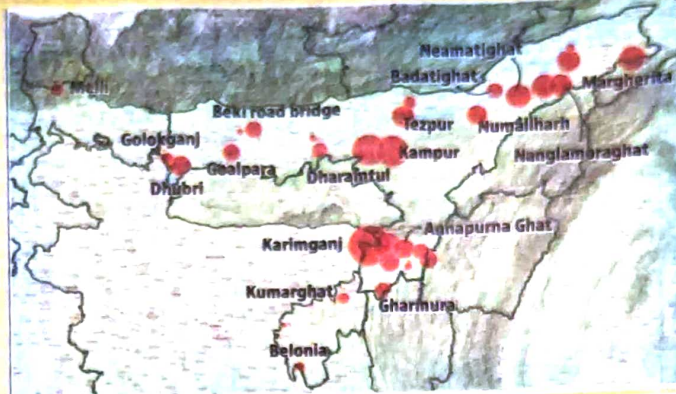 Neamatighat
Badatighat
Melli
Margherita
Beki road bridge
Tezpur
Numaligarh
Golokganj
Goalpara
Kampur
Nanglamoraghat
Dharamtul
Dhubri
Annapurna Ghat
Karimganj
Kumarghat
Gharmura
Belonia